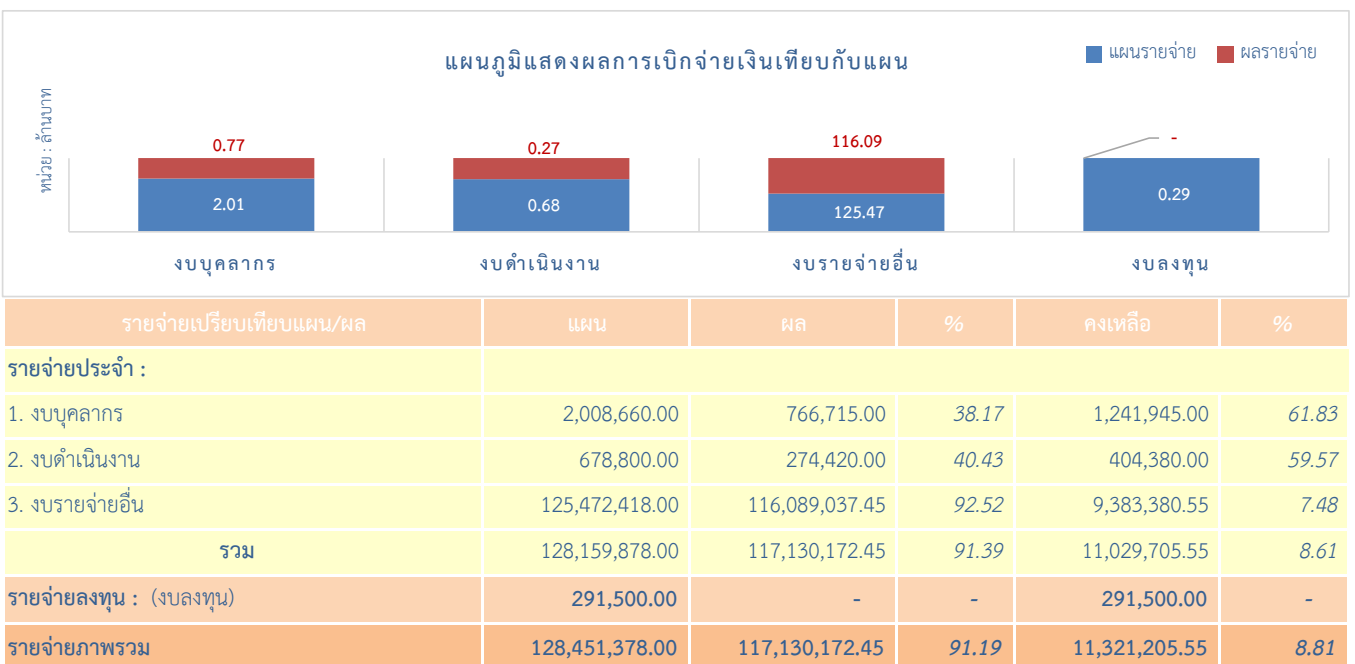 แผนภูมิแสดงผลการเบิกจ่ายเงินเทียบกับแผน
แผนรายจ่าย ผลรายจ่าย
หน่วย : ล้านบาท
0.77 0.27 116.09 -
2.01 0.68 125.47 0.29
งบบุคลากร งบดำเนินงาน งบรายจ่ายอื่น งบลงทุน
รายจ่ายเปรียบเทียบแผน/ผล แผน ผล % คงเหลือ %
รายจ่ายประจำ :
1. งบบุคลากร 2,008,660.00 766,715.00 38.17 1,241,945.00 61.83
2. งบดำเนินงาน 678,800.00 274,420.00 40.43 404,380.00 59.57
3. งบรายจ่ายอื่น 125,472,418.00 116,089,037.45 92.52 9,383,380.55 7.48
รวม 128,159,878.00 117,130,172.45 91.39 11,029,705.55 8.61
รายจ่ายลงทุน : (งบลงทุน) 291,500.00 - - 291,500.00 -
รายจ่ายภาพรวม 128,451,378.00 117,130,172.45 91.19 11,321,205.55 8.81